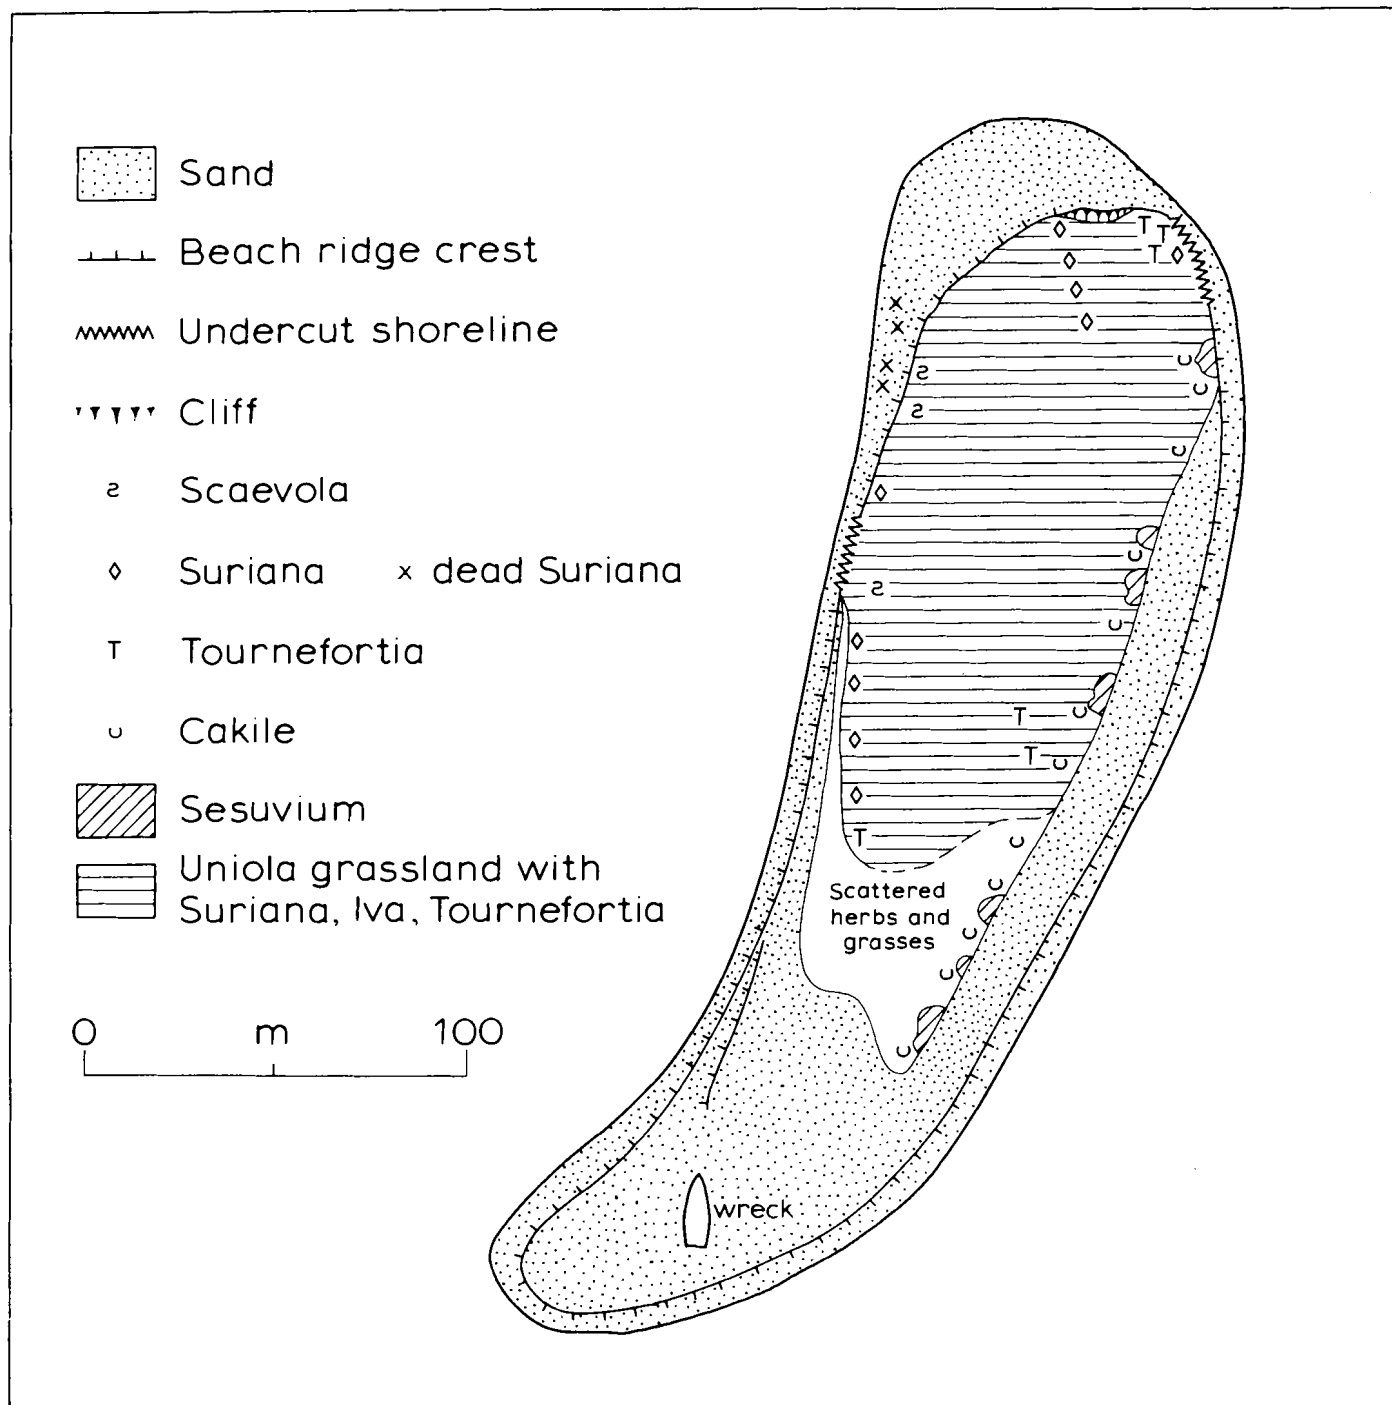 Sand
Beach ridge crest
Undercut shoreline
Cliff
Scaevola
Suriana x dead Suriana
T Tournefortia
Cakile
Sesuvium
Uniola grassland with
Suriana, Iva, Tournefortia
0 m 100
T
T
T
T
T
T
Scattered
herbs and
grasses
wreck